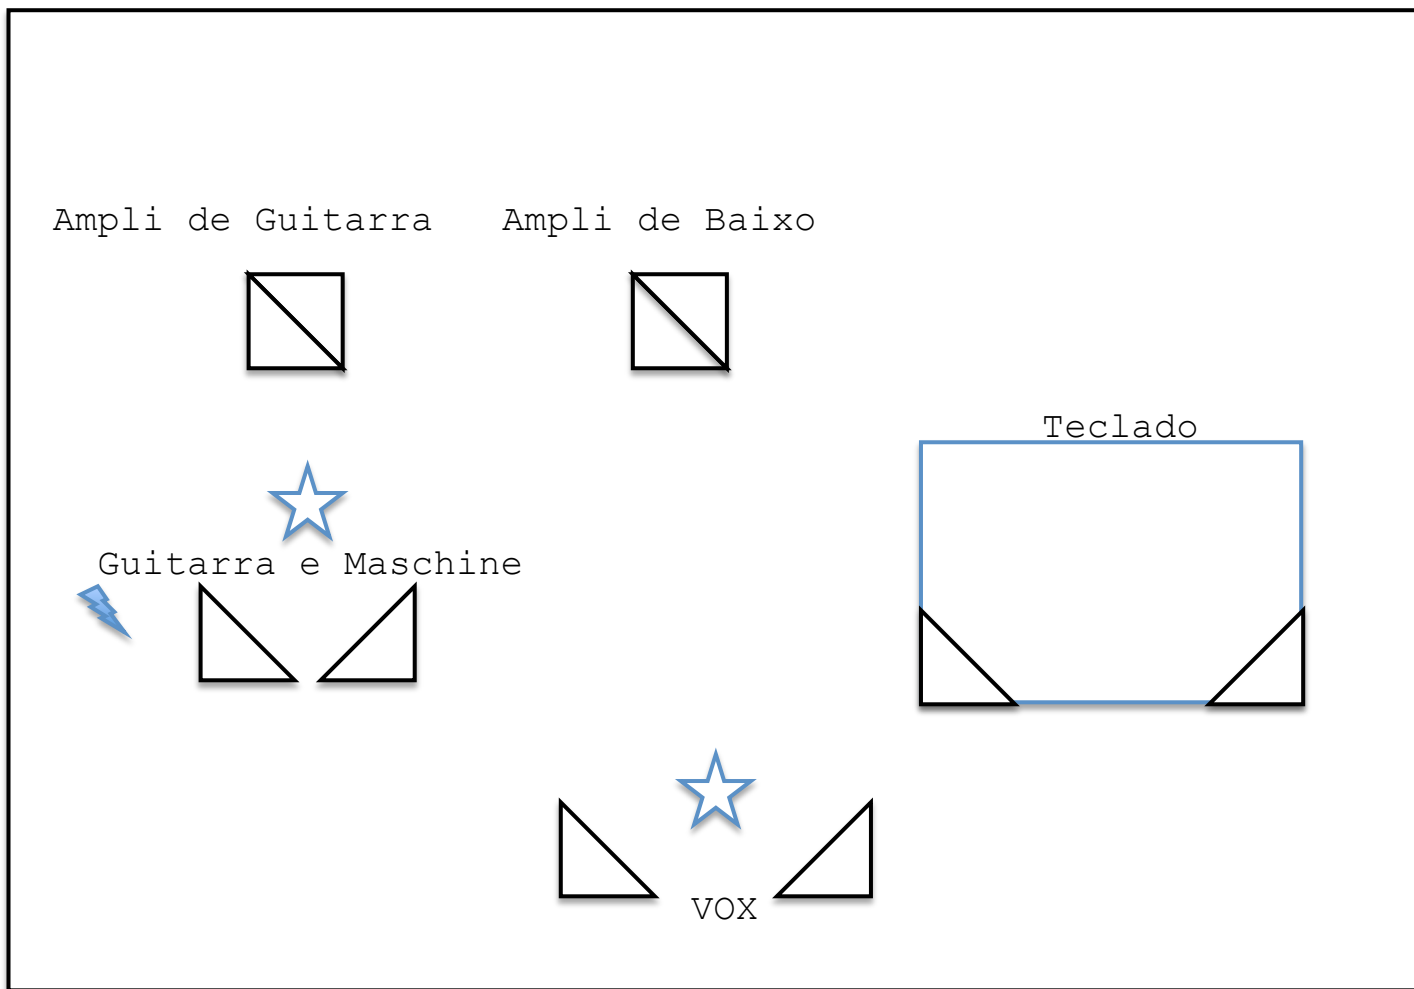 Ampli de Guitarra
Ampli de Baixo
Teclado
Guitarra e Maschine
VOX